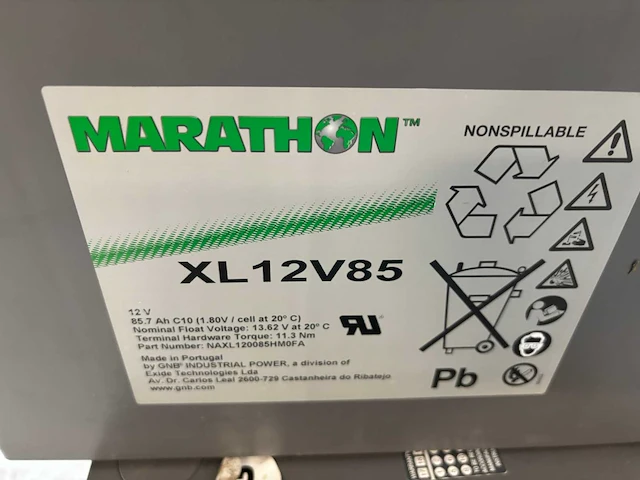 MARATHON™
NONSPILLABLE
XL12V85
12 V
85.7 Ah C10 (1.80V / cell at 20° C)
Nominal Float Voltage: 13.62 V at 20° C
Terminal Hardware Torque: 11.3 Nm
Part Number: NAXL120085HM0FA
Made in Portugal
by GNB® INDUSTRIAL POWER, a division of
Exide Technologies Lda
Av. Dr. Carlos Leal 2600-729 Castanheira do Ribatejo
www.gnb.com
Pb